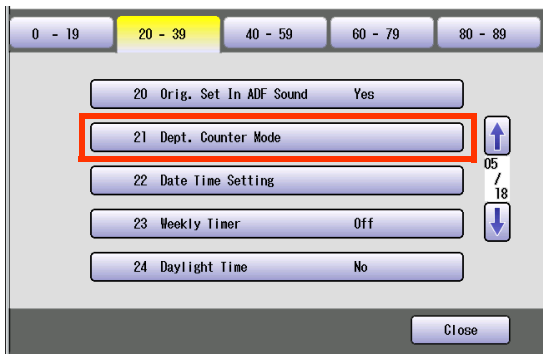 0 - 19 20 - 39 40 - 59 60 - 79 80 - 89
20 Orig. Set In ADF Sound Yes
21 Dept. Counter Mode
22 Date Time Setting
23 Weekly Timer Off
24 Daylight Time No
05
/
18
Close